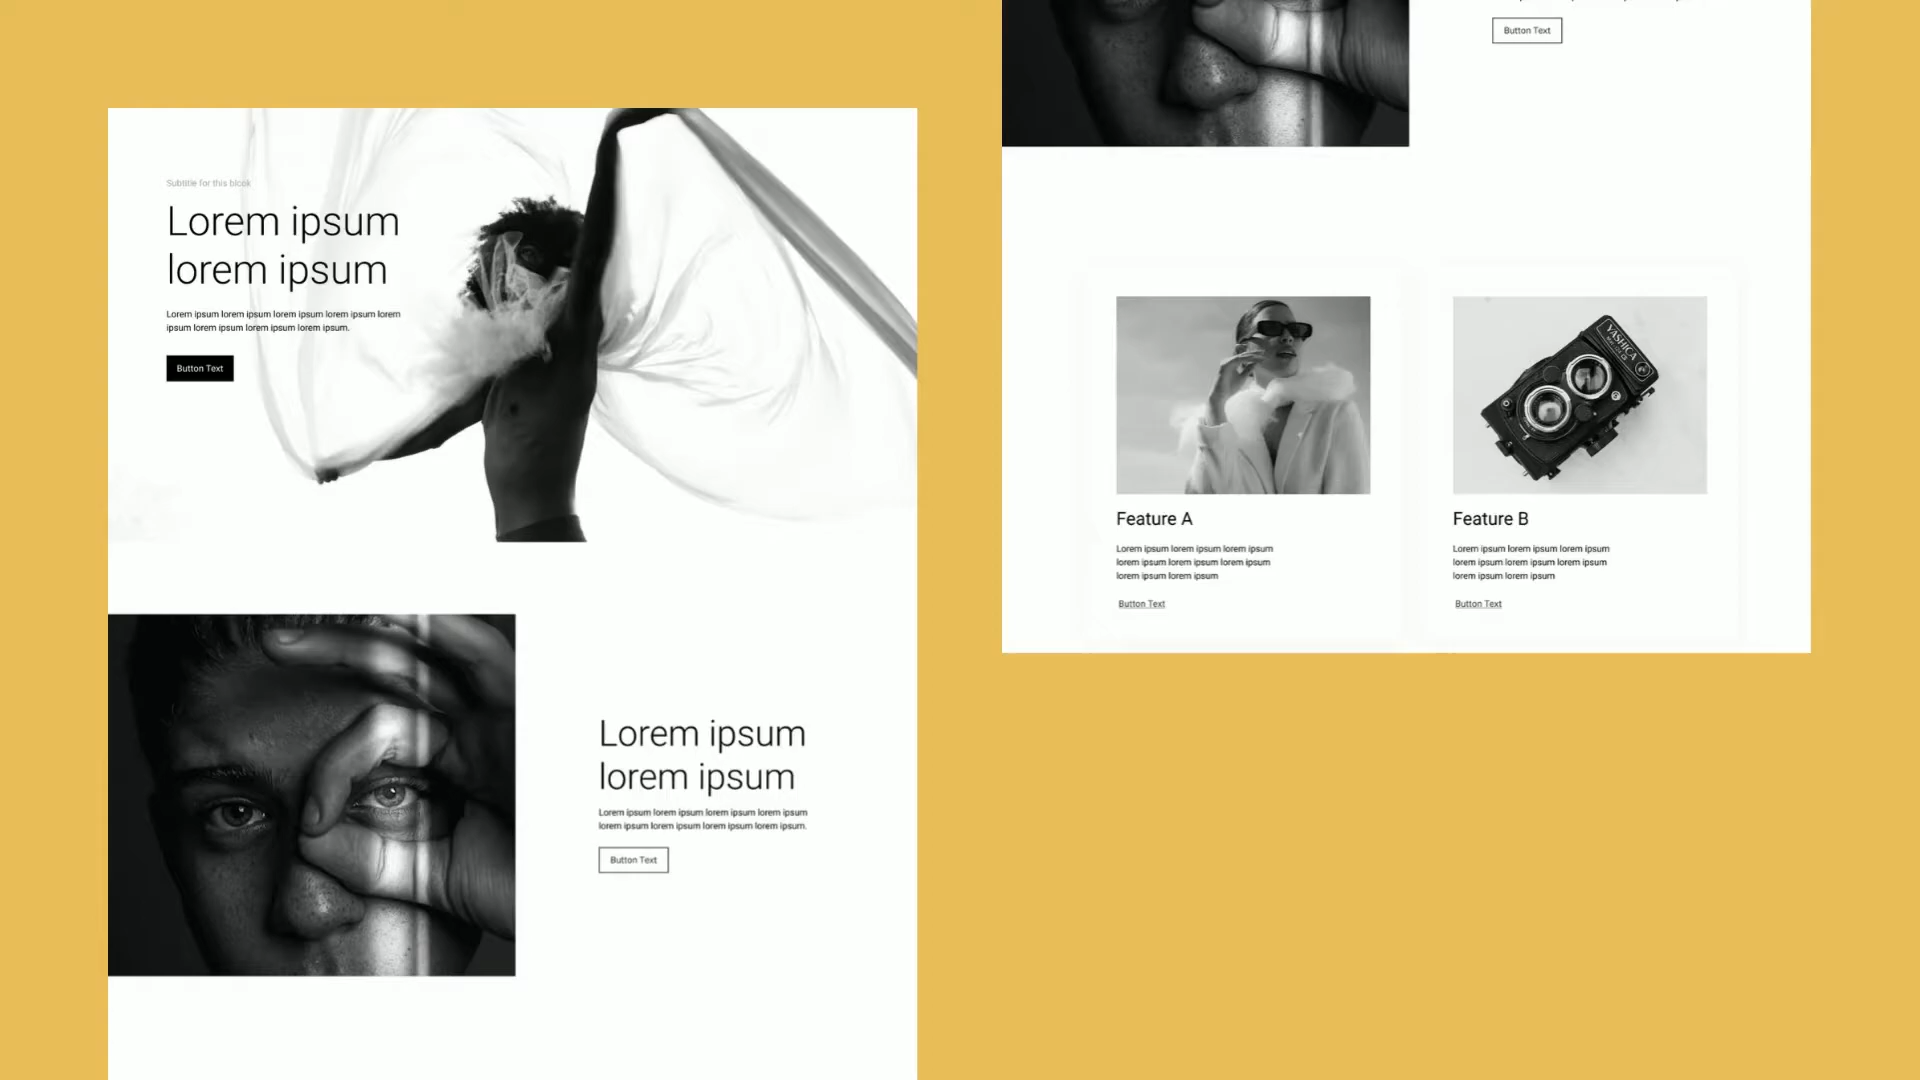 Subtitle for this blcok
Lorem ipsum
lorem ipsum
Lorem ipsum lorem ipsum lorem ipsum lorem ipsum lorem
ipsum lorem ipsum lorem ipsum lorem ipsum.
Button Text
Lorem ipsum
lorem ipsum
Lorem ipsum lorem ipsum lorem ipsum lorem ipsum
lorem ipsum lorem ipsum lorem ipsum lorem ipsum.
Button Text
Button Text
YASHICA
Feature A
Lorem ipsum lorem ipsum lorem ipsum
lorem ipsum lorem ipsum lorem ipsum
lorem ipsum lorem ipsum
Button Text
Feature B
Lorem ipsum lorem ipsum lorem ipsum
lorem ipsum lorem ipsum lorem ipsum
lorem ipsum lorem ipsum
Button Text